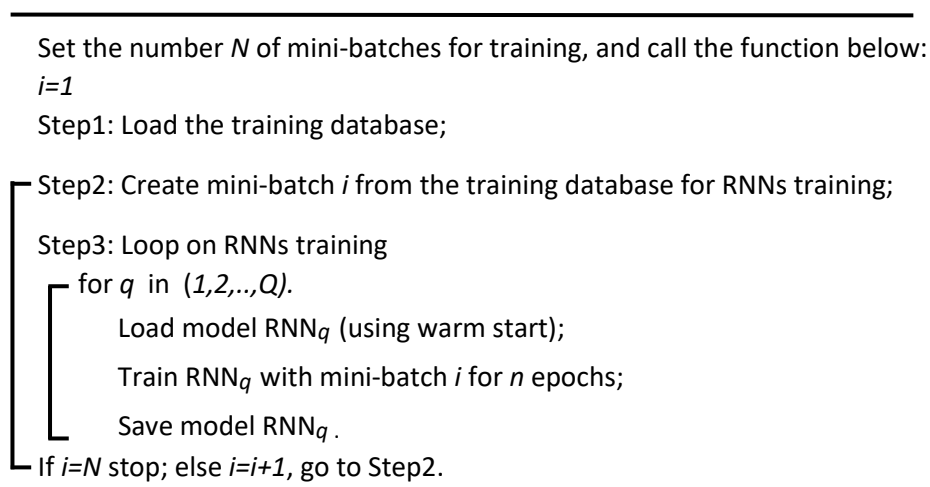 Set the number N of mini-batches for training, and call the function below:
i=1
Step1: Load the training database;
Step2: Create mini-batch i from the training database for RNNs training;
Step3: Loop on RNNs training
for q in (1,2,..,Q).
Load model RNNq (using warm start);
Train RNNq with mini-batch i for n epochs;
Save model RNNq .
If i=N stop; else i=i+1, go to Step2.